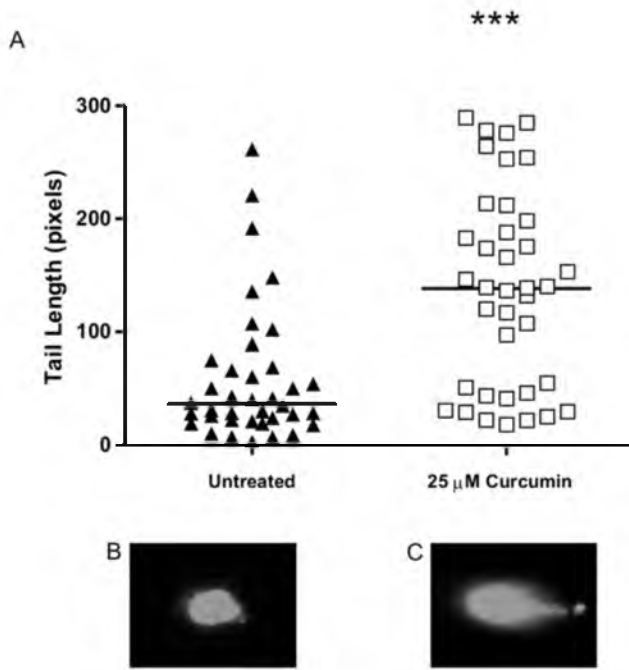 ***
A
300
200
100
0
Tail Length (pixels)
Untreated
25 μM Curcumin
B
C